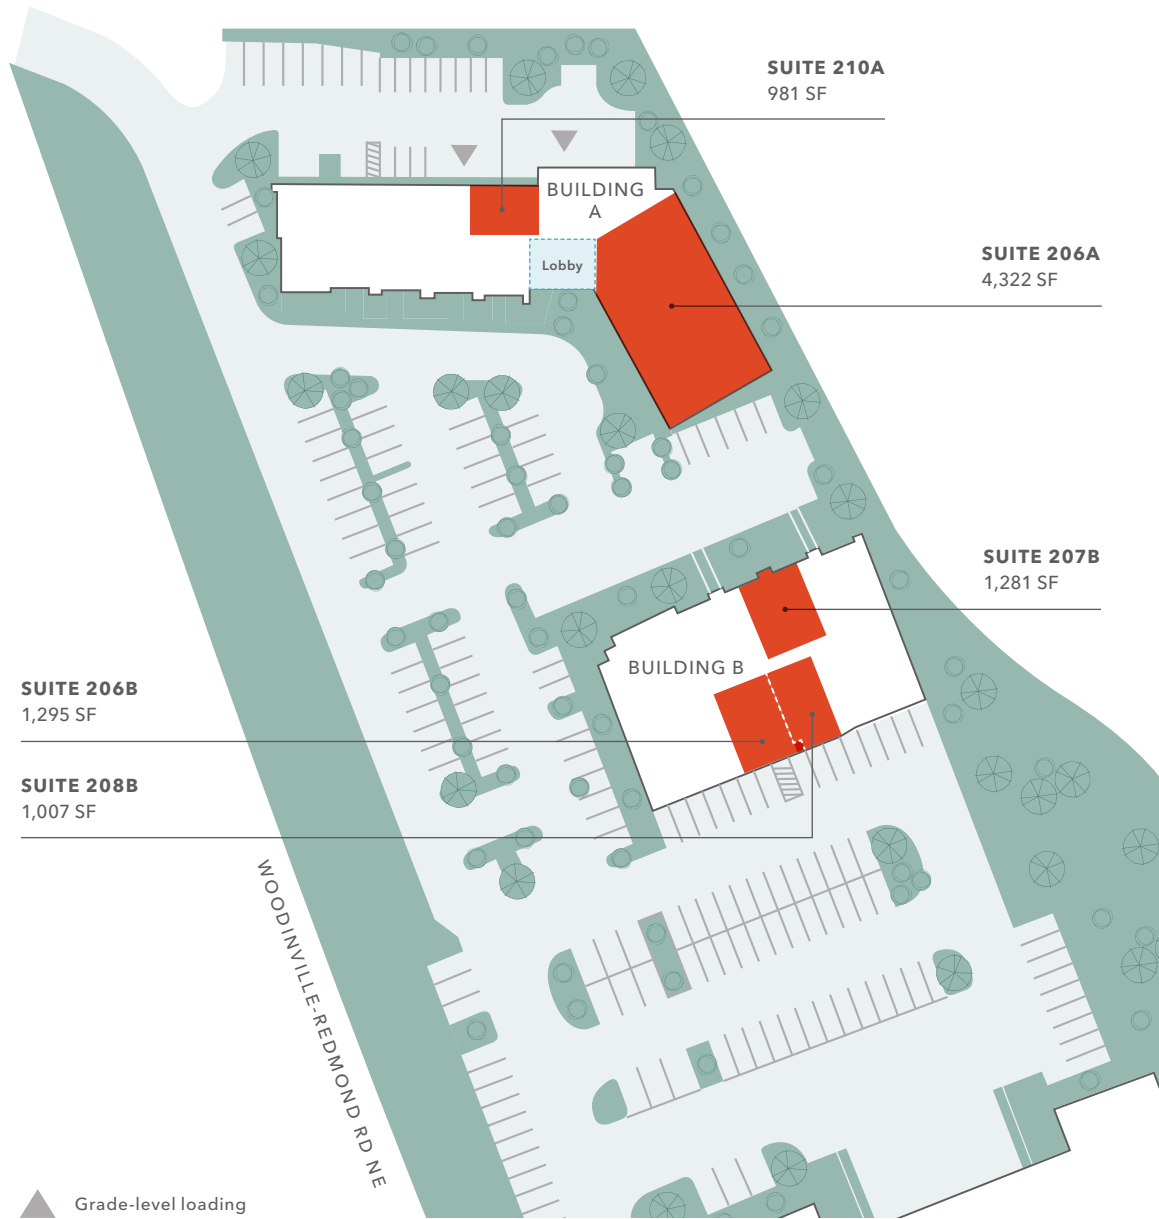 SUITE 210A
981 SF
BUILDING
A
Lobby
SUITE 206A
4,322 SF
SUITE 207B
1,281 SF
BUILDING B
SUITE 206B
1,295 SF
SUITE 208B
1,007 SF
WOODINVILLE-REDMOND RD NE
Grade-level loading